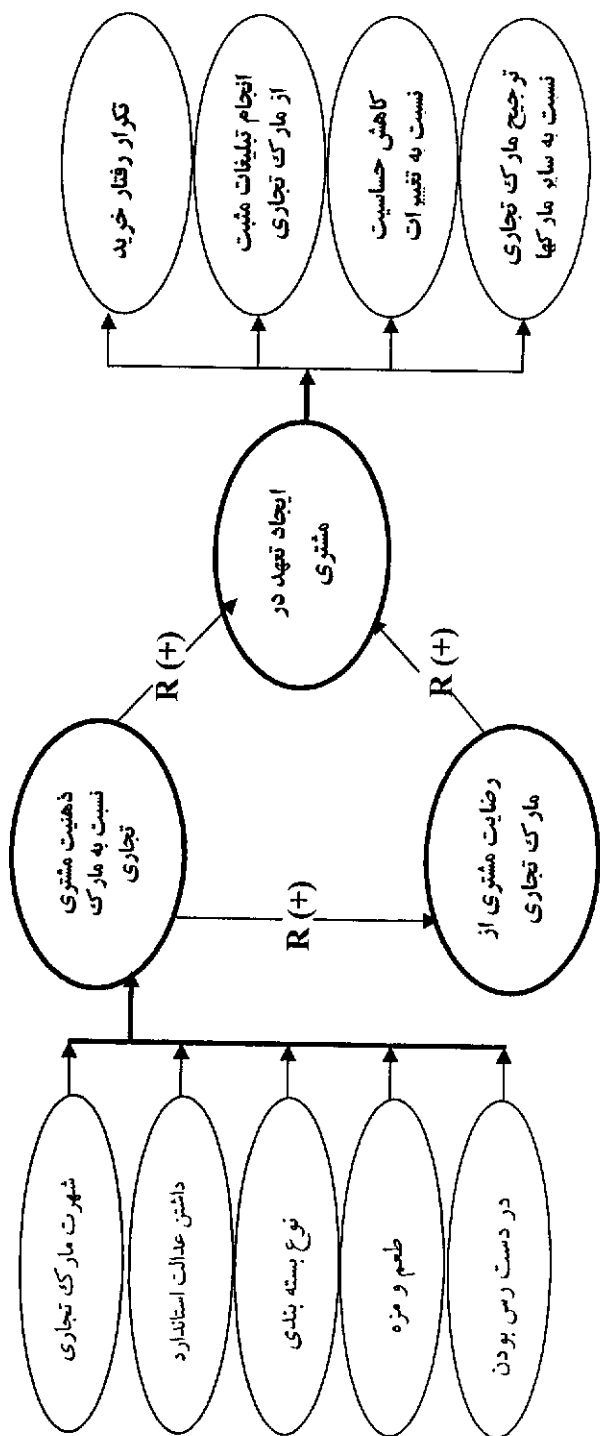 شهرت مارک تجاری
داشتن عدالت استاندارد
نوع بسته بندی
طعم و مزه
در دست رس بودن
ذهنیت مشتری
نسبت به مارک
تجاری
R (+)
رضایت مشتری از
مارک تجاری
R (+)
R (+)
ایجاد تعهد در
مشتری
تکرار رفتار خرید
انجام تبلیغات مثبت
از مارک تجاری
کاهش حساسیت
نسبت به تغییرات
ترجیح مارک تجاری
نسبت به سایر مارکها